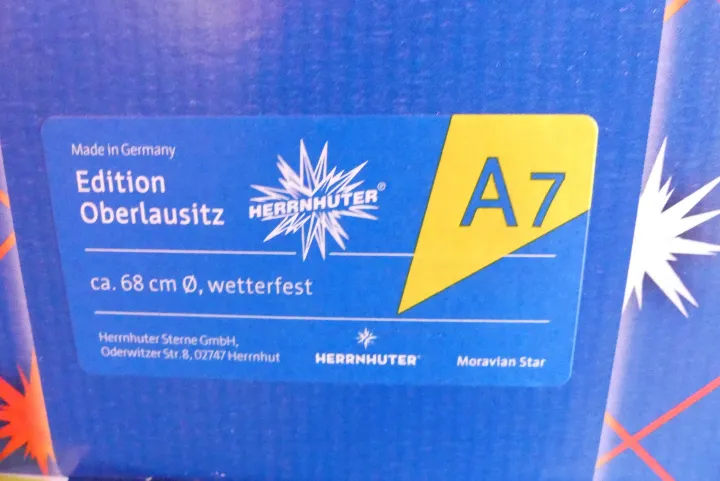 Made in Germany
Edition
Oberlausitz
HERRNHUTER®
A7
ca. 68 cm Ø, wetterfest
Herrnhuter Sterne GmbH,
Oderwitzer Str. 8, 02747 Herrnhut
HERRNHUTER®
Moravian Star